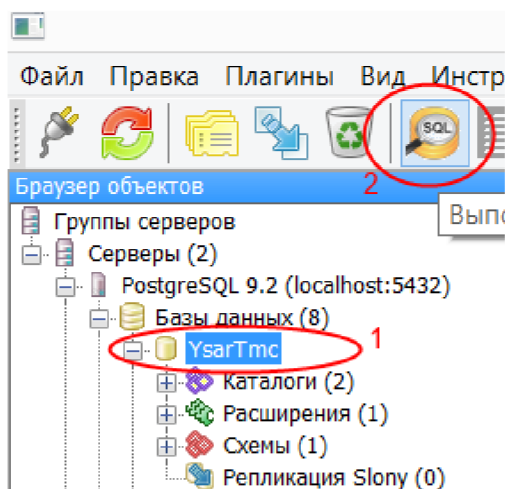 Файл Правка Плагины Вид Инстр
SQL
Браузер объектов
2
Вып
Группы серверов
Серверы (2)
PostgreSQL 9.2 (localhost:5432)
Базы данных (8)
1
YsarTmc
Каталоги (2)
Расширения (1)
Схемы (1)
Репликация Slony (0)